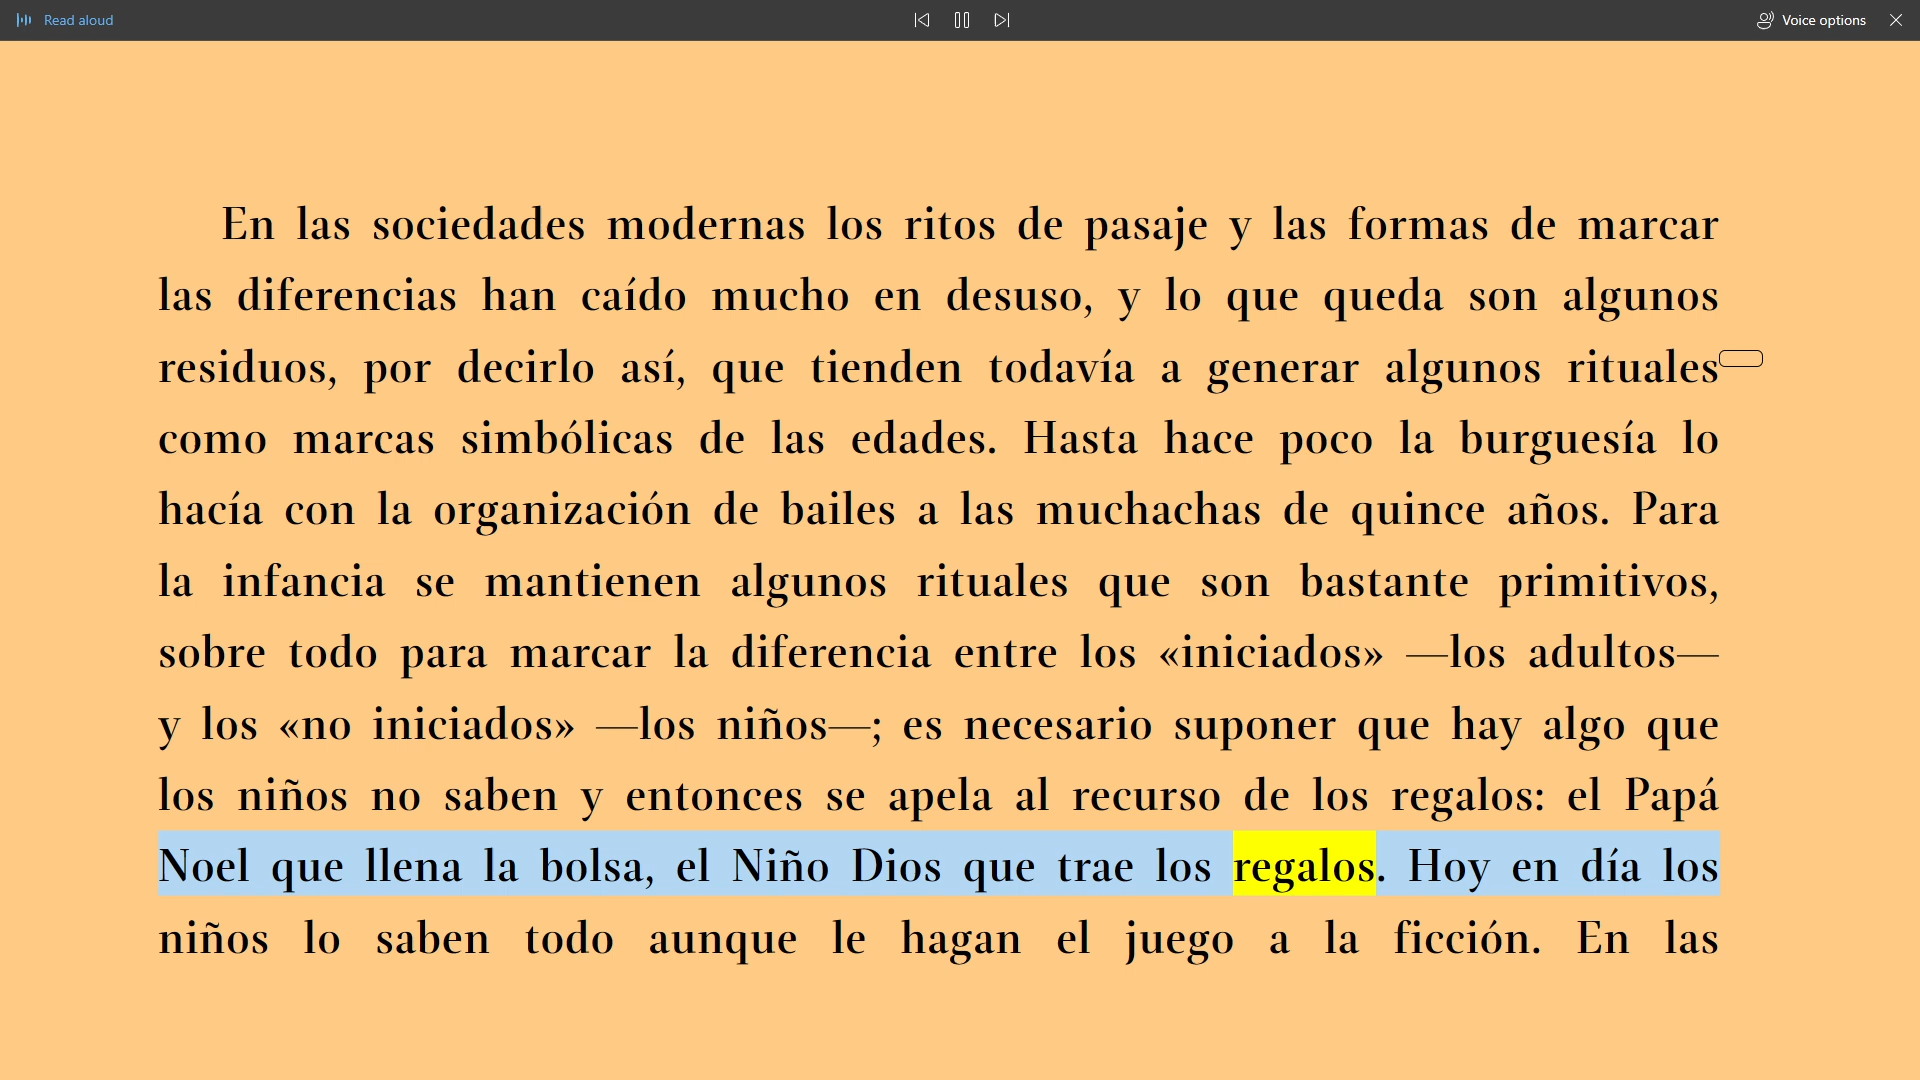 Read aloud
Voice options
En las sociedades modernas los ritos de pasaje y las formas de marcar
las diferencias han caído mucho en desuso, y lo que queda son algunos
residuos, por decirlo así, que tienden todavía a generar algunos rituales
como marcas simbólicas de las edades. Hasta hace poco la burguesía lo
hacía con la organización de bailes a las muchachas de quince años. Para
la infancia se mantienen algunos rituales que son bastante primitivos,
sobre todo para marcar la diferencia entre los «iniciados» —los adultos—
y los «no iniciados» —los niños—; es necesario suponer que hay algo que
los niños no saben y entonces se apela al recurso de los regalos: el Papá
Noel que llena la bolsa, el Niño Dios que trae los regalos. Hoy en día los
niños lo saben todo aunque le hagan el juego a la ficción. En las